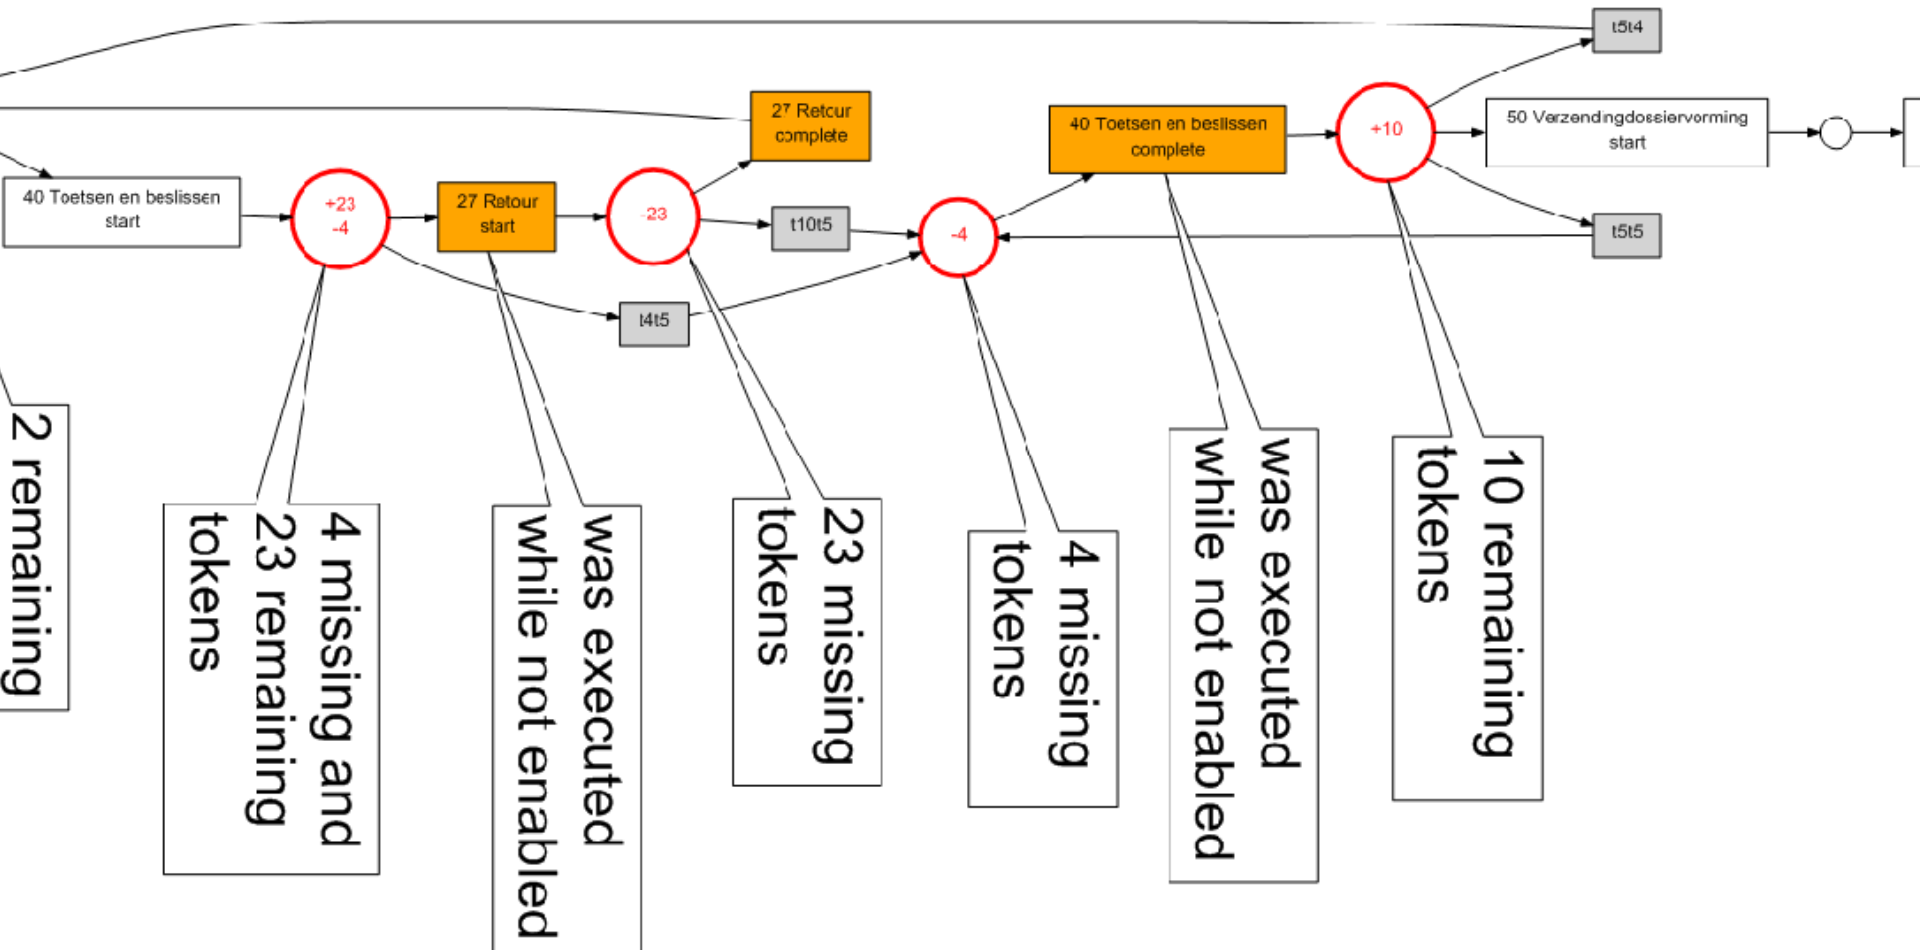 t5t4
27 Retour
complete
40 Toetsen en beslissen
complete
+10
50 Verzendingdossiervorming
start
40 Toetsen en beslissen
start
+23
-4
27 Retour
start
-23
t10t5
-4
t5t5
t4t5
2 remaining
4 missing and
23 remaining
tokens
was executed
while not enabled
23 missing
tokens
4 missing
tokens
was executed
while not enabled
10 remaining
tokens